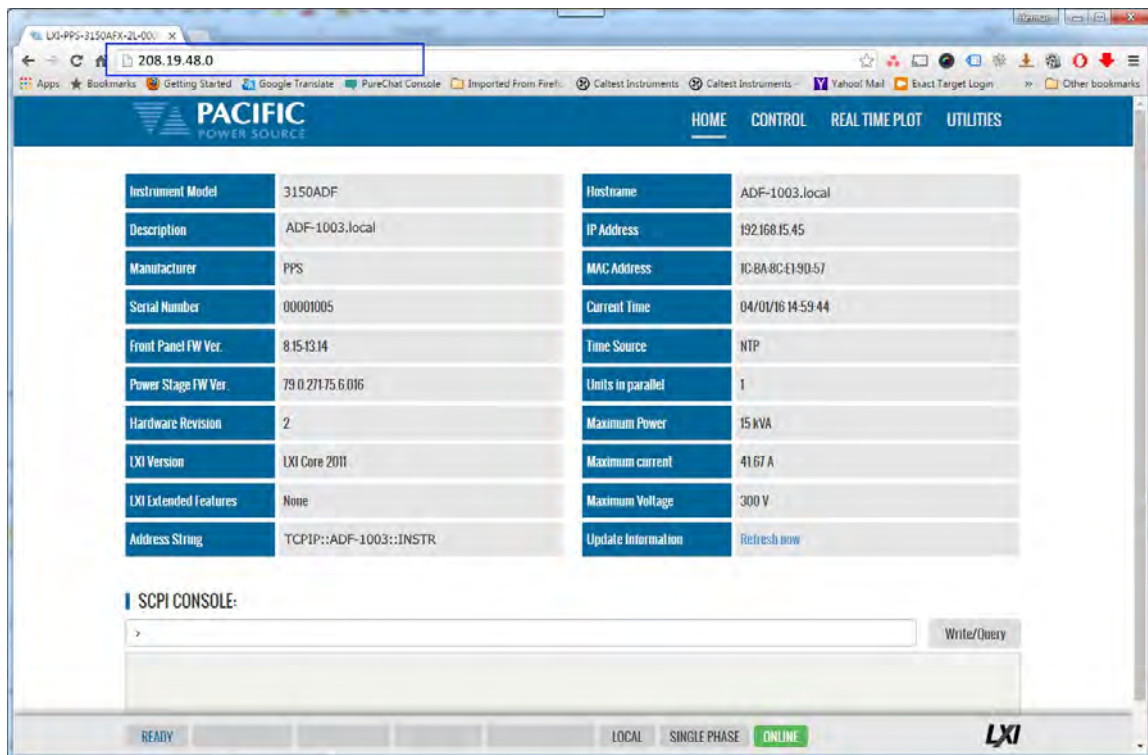 LXI-PPS-3150AFX-2L-000
208.19.48.0
Apps Bookmarks Getting Started Google Translate PureChat Console Imported From Firef Caltest Instruments Caltest Instruments - Yahoo! Mail Exact Target Login » Other bookmarks
PACIFIC
POWER SOURCE
HOME CONTROL REAL TIME PLOT UTILITIES
Instrument Model 3150ADF Hostname ADF-1003.local
Description ADF-1003.local IP Address 192.168.15.45
Manufacturer PPS MAC Address 1C-BA-8C-E1-9D-57
Serial Number 00001005 Current Time 04/01/16 14-59-44
Front Panel FW Ver. 8.15-13.14 Time Source NTP
Power Stage FW Ver. 79.0.271-75.6.016 Units in parallel 1
Hardware Revision 2 Maximum Power 15 kVA
LXI Version LXI Core 2011 Maximum current 41.67 A
LXI Extended Features None Maximum Voltage 300 V
Address String TCPIP::ADF-1003::INSTR Update Information Refresh now
SCPI CONSOLE:
> Write/Query
READY LOCAL SINGLE PHASE ONLINE LXI